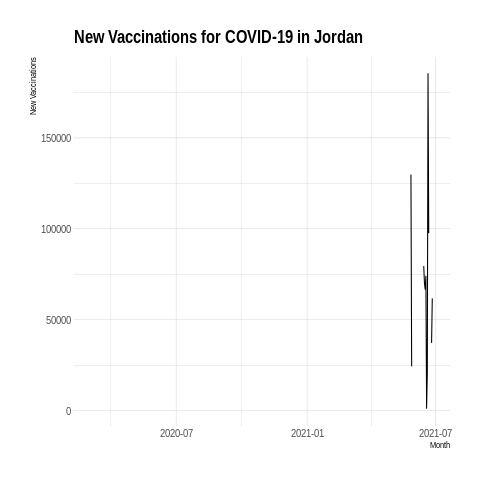 New Vaccinations for COVID-19 in Jordan
New Vaccinations
150000
100000
50000
0
2020-07 2021-01 2021-07
Month